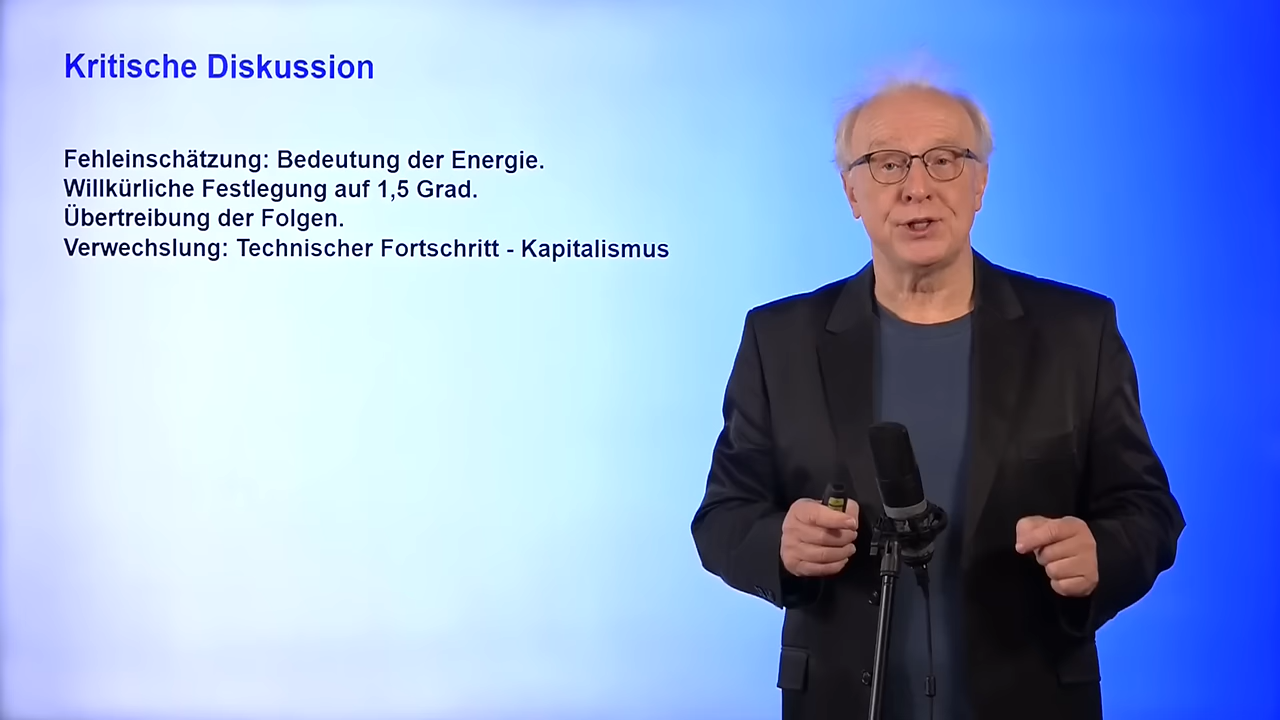 Kritische Diskussion
Fehleinschätzung: Bedeutung der Energie.
Willkürliche Festlegung auf 1,5 Grad.
Übertreibung der Folgen.
Verwechslung: Technischer Fortschritt - Kapitalismus